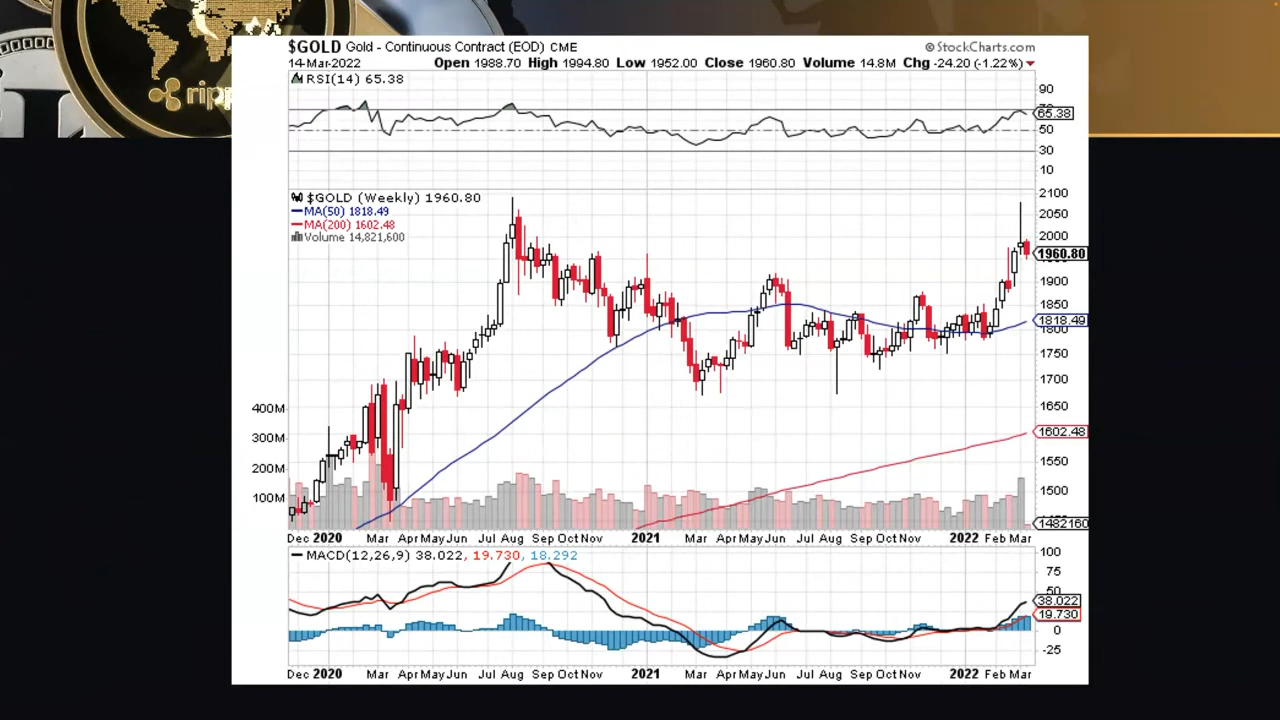 ripp
$GOLD Gold - Continuous Contract (EOD) CME
© StockCharts.com
14-Mar-2022
Open 1988.70 High 1994.80 Low 1952.00 Close 1960.80 Volume 14.8M Chg -24.20 (-1.22%)
RSI(14) 65.38
90
65.38
50
30
10
$GOLD (Weekly) 1960.80
MA(50) 1818.49
MA(200) 1602.48
Volume 14,821,600
2100
2050
2000
1960.80
1900
1850
1818.49
1800
1750
1700
1650
1602.48
1550
1500
1482160
400M
300M
200M
100M
Dec 2020 Mar Apr May Jun Jul Aug Sep Oct Nov 2021 Mar Apr May Jun Jul Aug Sep Oct Nov 2022 Feb Mar
MACD(12,26,9) 38.022, 19.730, 18.292
100
75
50
38.022
19.730
0
-25
Dec 2020 Mar Apr May Jun Jul Aug Sep Oct Nov 2021 Mar Apr May Jun Jul Aug Sep Oct Nov 2022 Feb Mar